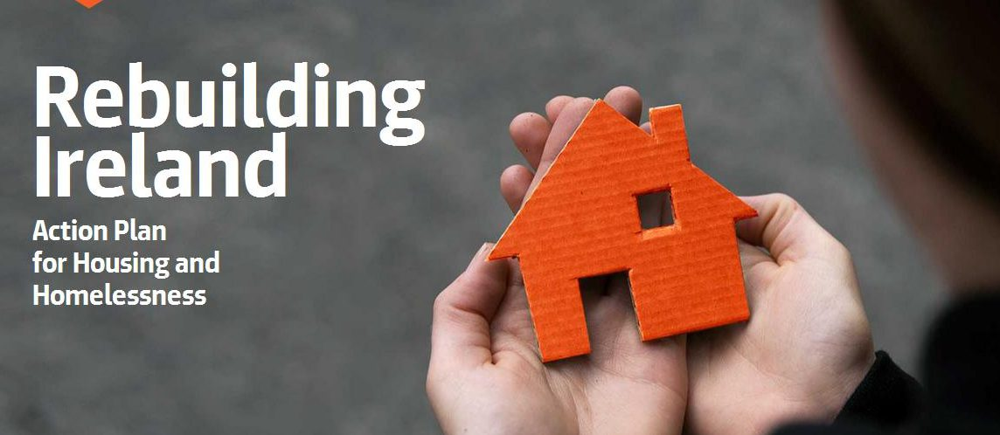 Rebuilding
Ireland
Action Plan
for Housing and
Homelessness